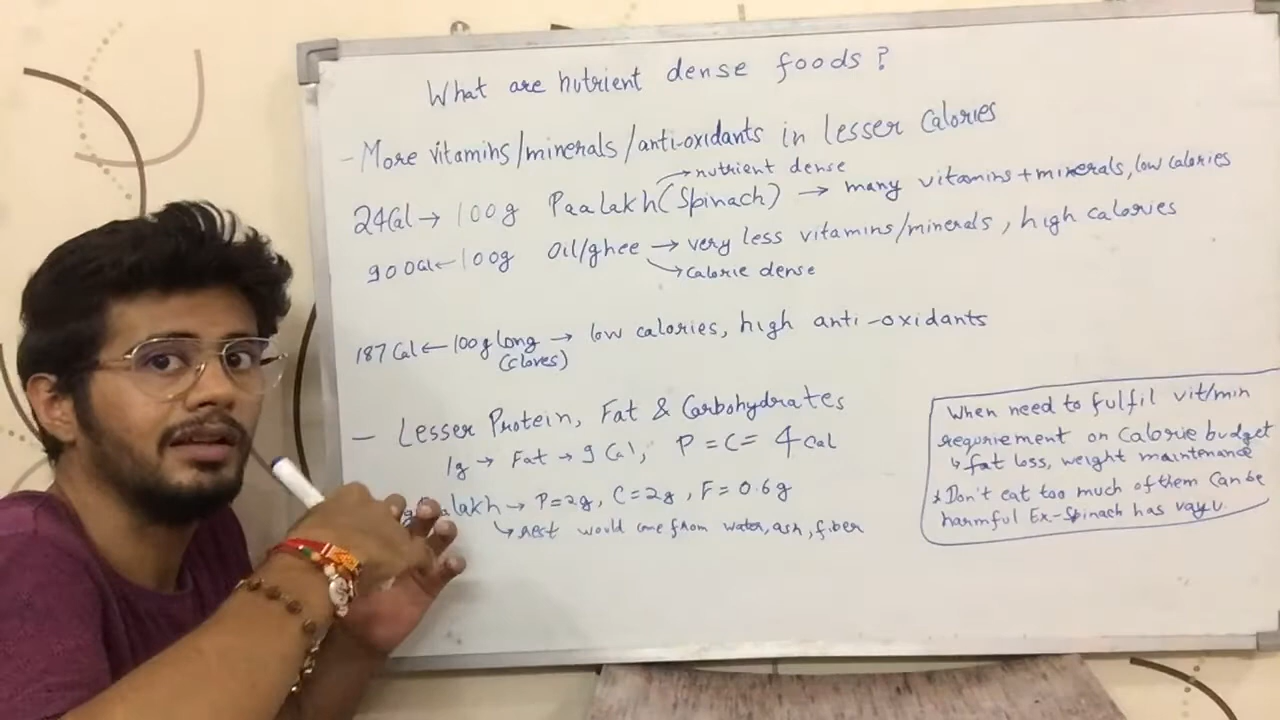 What are nutrient dense foods?
- More vitamins/minerals/anti-oxidants in lesser calories
→ nutrient dense
24Cal → 100g Paalakh (Spinach) → many vitamins + minerals, low calories
900Cal ← 100g Oil/ghee → very less vitamins/minerals, high calories
→ Calorie dense
187 Cal ← 100g long → low calories, high anti-oxidants
(cloves)
- Lesser Protein, Fat & Carbohydrates
1g → Fat → 9 Cal, P = C = 4 Cal
alakh → P=2g, C=2g, F=0.6g
→ rest would come from water, ash, fiber
When need to fulfil vit/min
reqoriement on Calorie budget
↳ fat loss, weight maintenance
* Don't eat too much of them Can be
harmful Ex-Spinach has